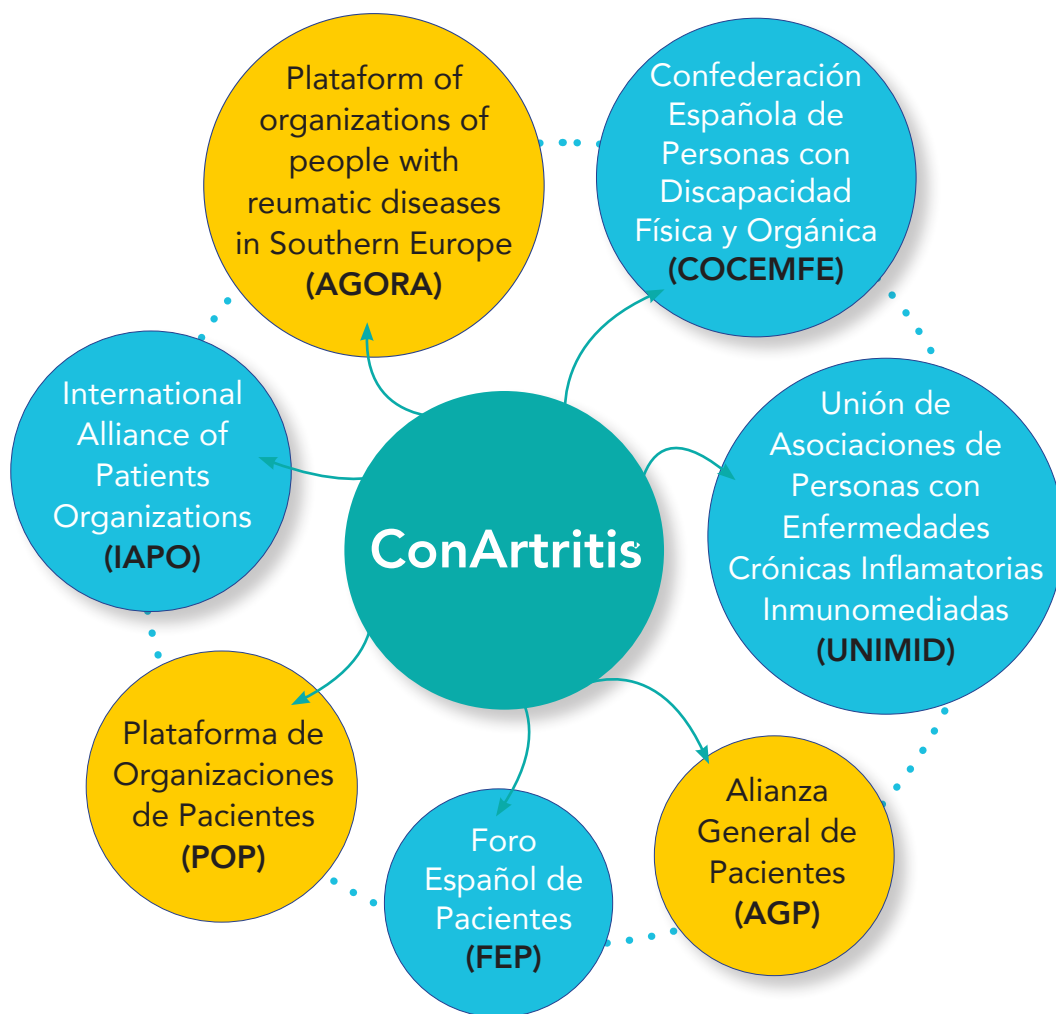 Plataform of
organizations of
people with
reumatic diseases
in Southern Europe
(AGORA)
Confederación
Española de
Personas con
Discapacidad
Física y Orgánica
(COCEMFE)
International
Alliance of
Patients
Organizations
(IAPO)
ConArtritis
Unión de
Asociaciones de
Personas con
Enfermedades
Crónicas Inflamatorias
Inmunomediadas
(UNIMID)
Plataforma de
Organizaciones
de Pacientes
(POP)
Foro
Español de
Pacientes
(FEP)
Alianza
General de
Pacientes
(AGP)